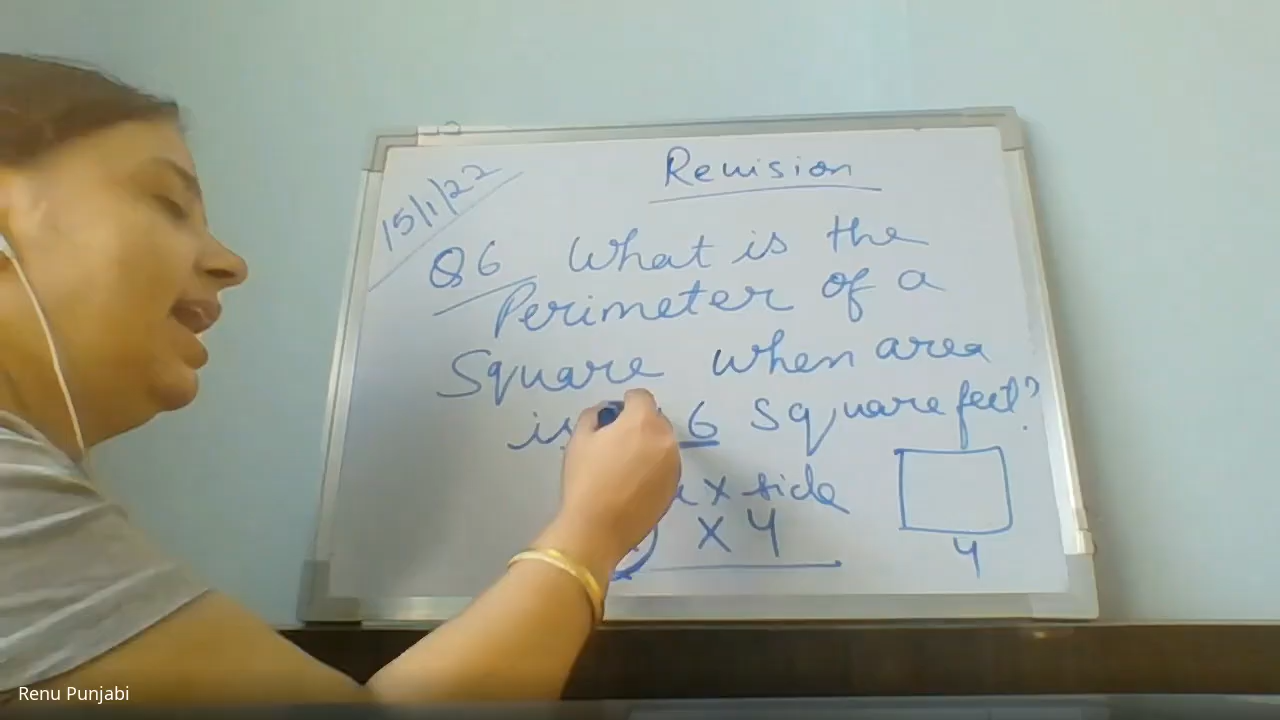 Revision
15/1/22
Q6 What is the
Perimeter of a
Square when area
is 6 Square feet?
x side
x 4
4
Renu Punjabi